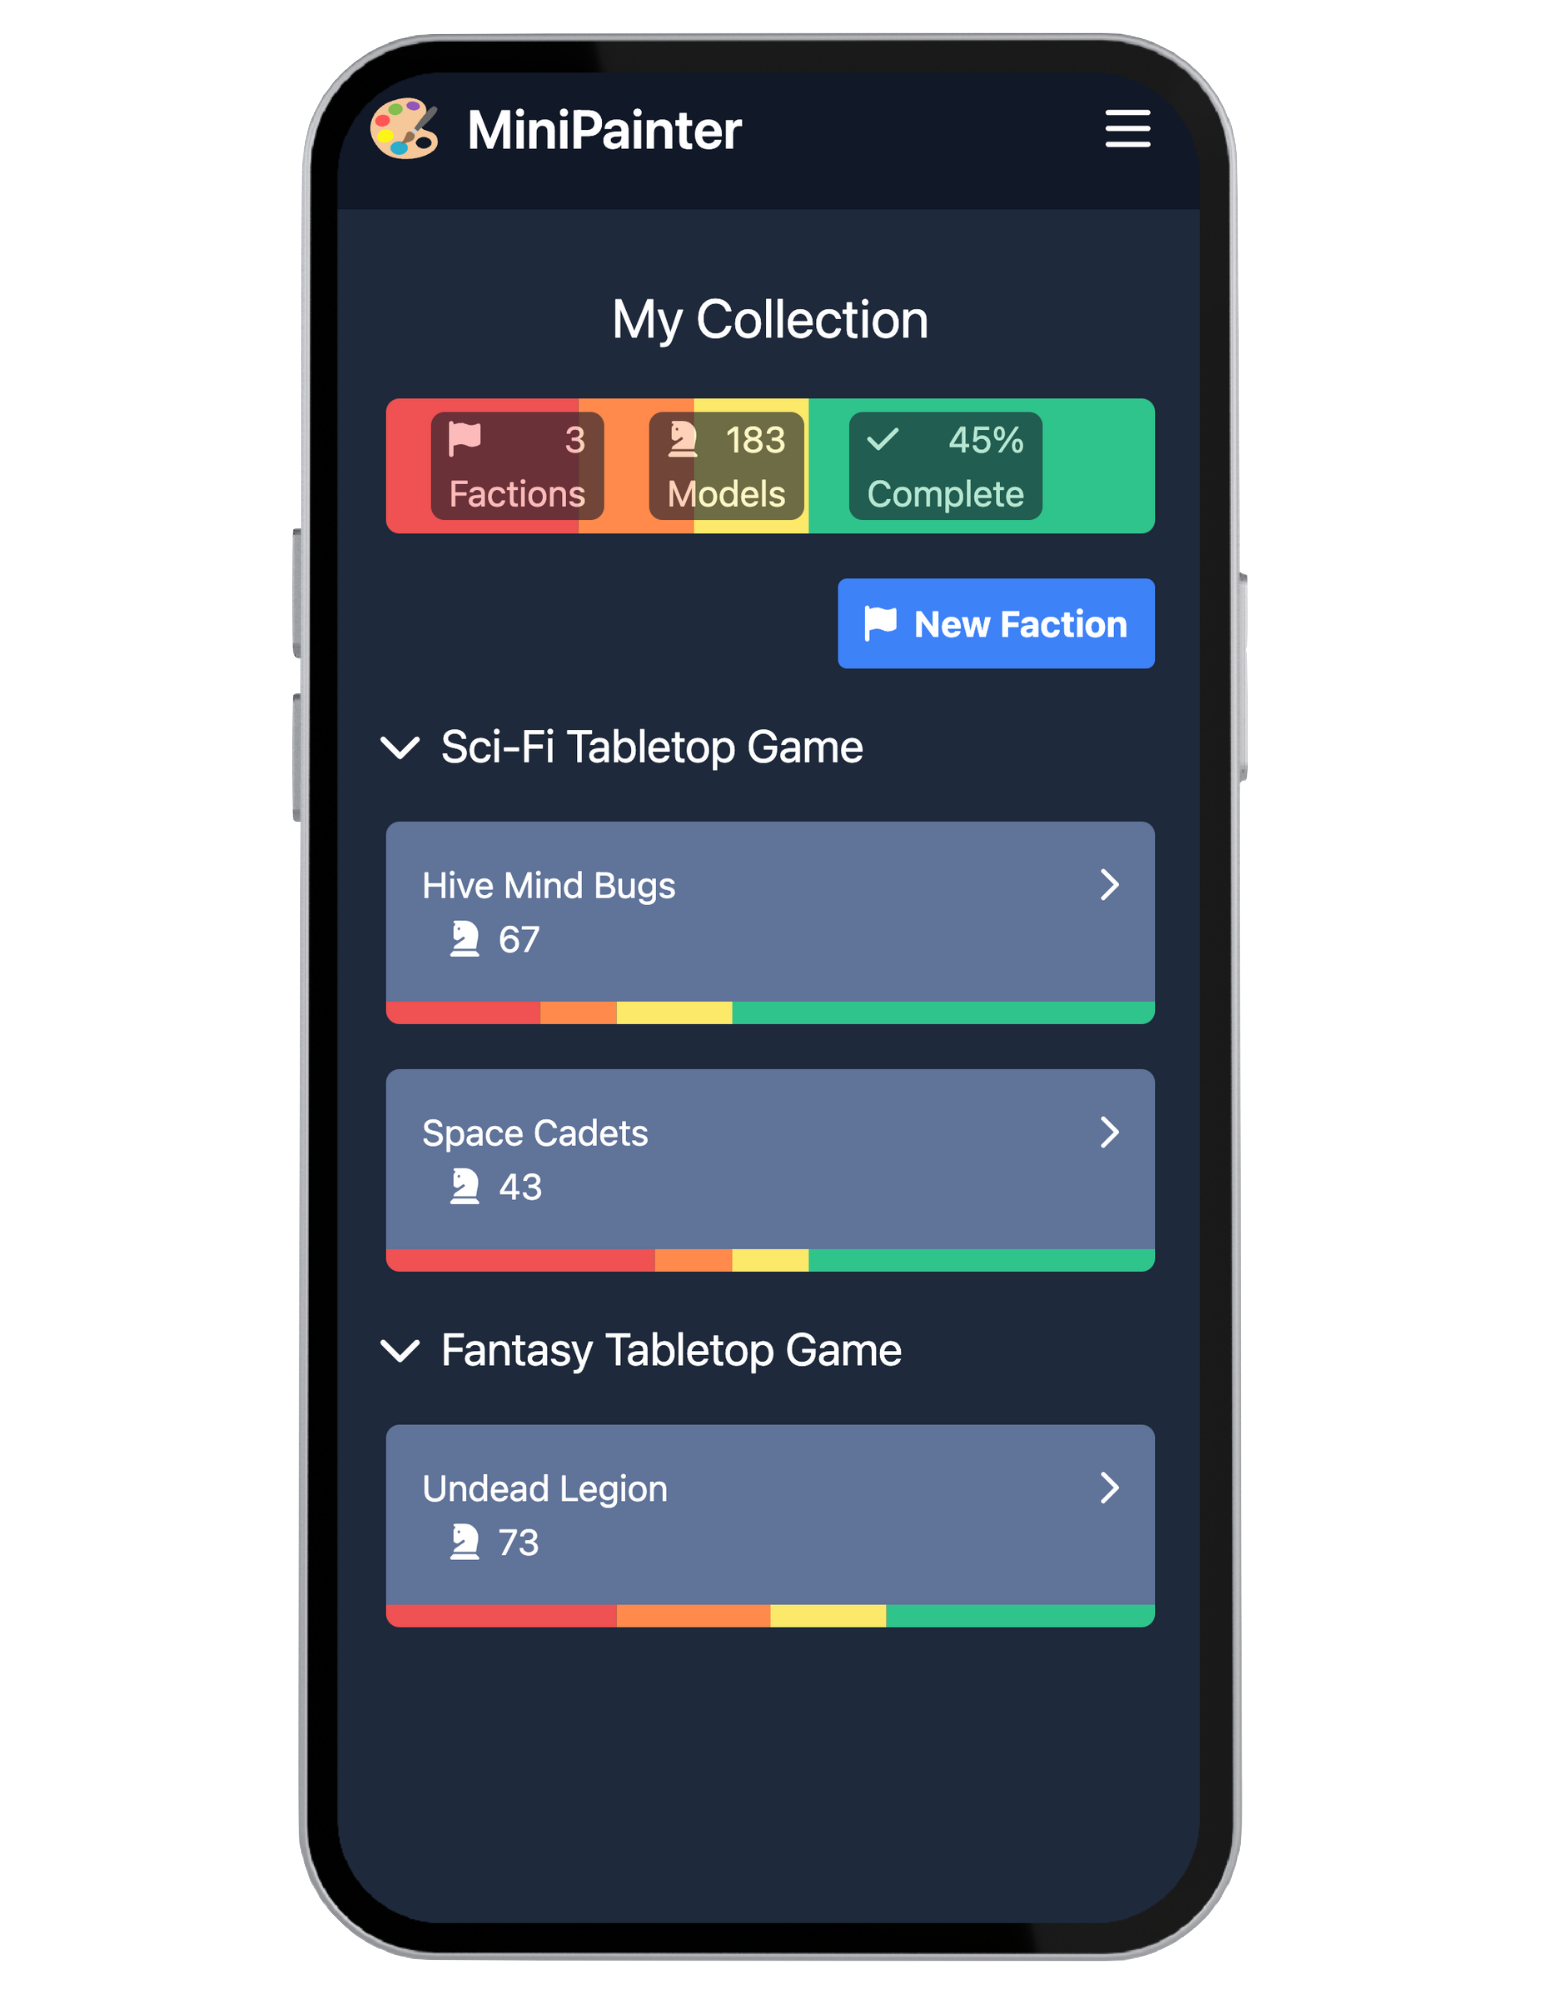 MiniPainter
My Collection
3
Factions
183
Models
45%
Complete
New Faction
Sci-Fi Tabletop Game
Hive Mind Bugs
67
Space Cadets
43
Fantasy Tabletop Game
Undead Legion
73